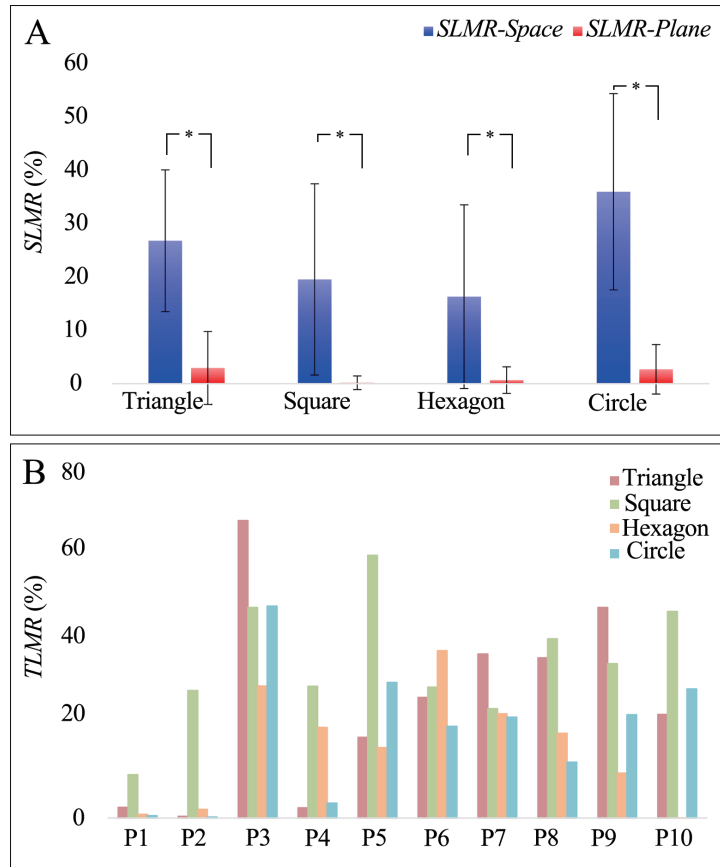 A
SLMR-Space SLMR-Plane
60
50
40
30
20
10
0
SLMR (%)
* * * *
Triangle Square Hexagon Circle
B
80
60
40
20
0
TLMR (%)
Triangle
Square
Hexagon
Circle
P1 P2 P3 P4 P5 P6 P7 P8 P9 P10